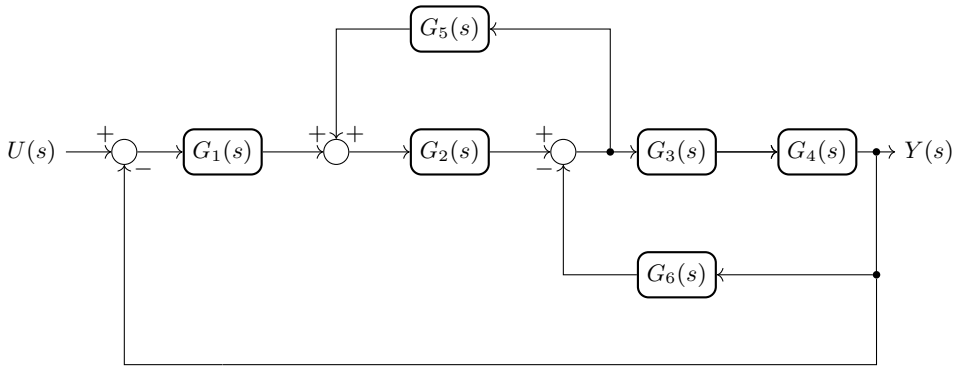 G₅(s)
U(s) + − G₁(s) + + G₂(s) + − G₃(s) G₄(s) Y(s)
G₆(s)